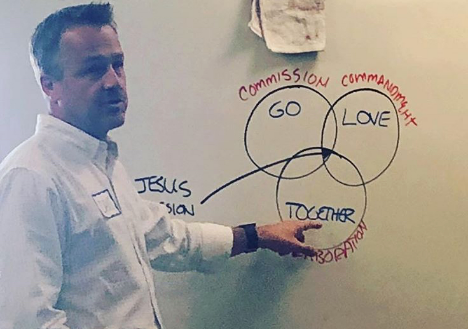 COMMISSION
COMMANDMENT
GO
LOVE
JESUS
TOGETHER